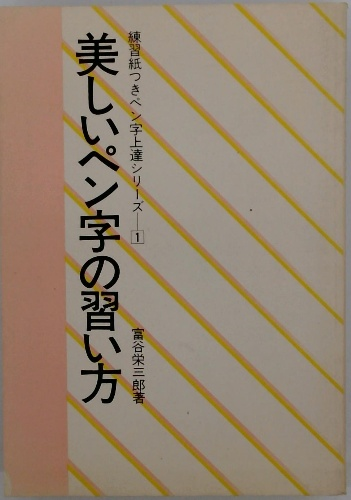 練習紙つきペン字上達シリーズ―1
美しいペン字の習い方
富谷栄三郎著